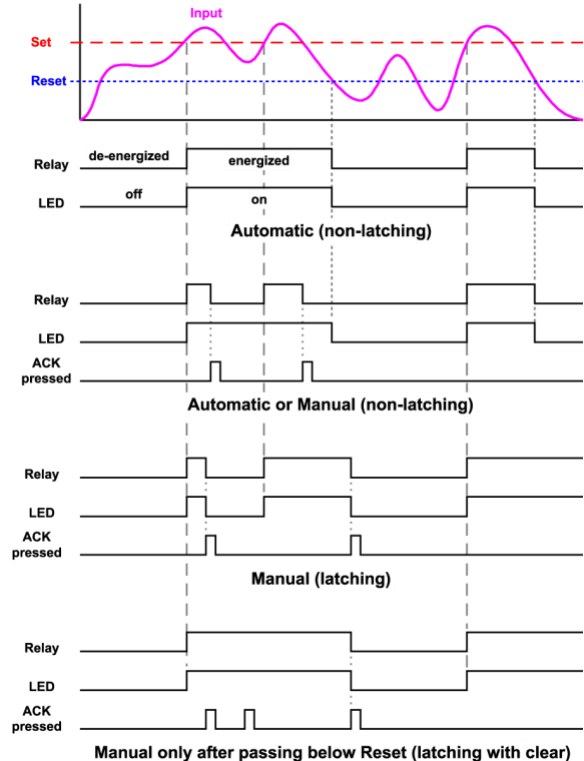 Input
Set
Reset
de-energized
energized
Relay
off
on
LED
Automatic (non-latching)
Relay
LED
ACK
pressed
Automatic or Manual (non-latching)
Relay
LED
ACK
pressed
Manual (latching)
Relay
LED
ACK
pressed
Manual only after passing below Reset (latching with clear)